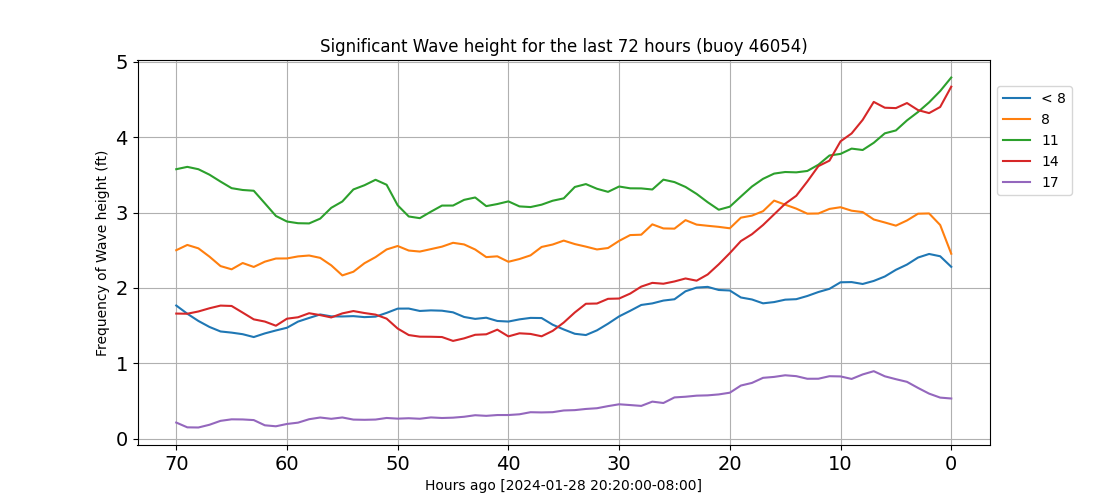 Significant Wave height for the last 72 hours (buoy 46054)
Frequency of Wave height (ft)
5
4
3
2
1
0
70 60 50 40 30 20 10 0
Hours ago [2024-01-28 20:20:00-08:00]
< 8
8
11
14
17